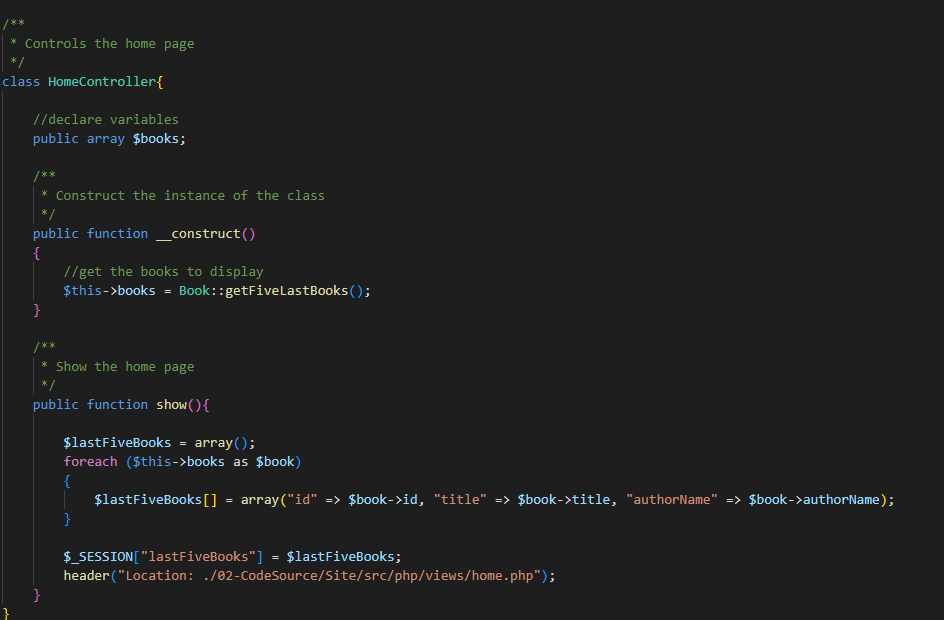 /**
 * Controls the home page
 */
class HomeController{

    //declare variables
    public array $books;

    /**
     * Construct the instance of the class
     */
    public function __construct()
    {
        //get the books to display
        $this->books = Book::getFiveLastBooks();
    }

    /**
     * Show the home page
     */
    public function show(){

        $lastFiveBooks = array();
        foreach ($this->books as $book)
        {
            $lastFiveBooks[] = array("id" => $book->id, "title" => $book->title, "authorName" => $book->authorName);
        }

        $_SESSION["lastFiveBooks"] = $lastFiveBooks;
        header("Location: ./02-CodeSource/Site/src/php/views/home.php");
    }
}